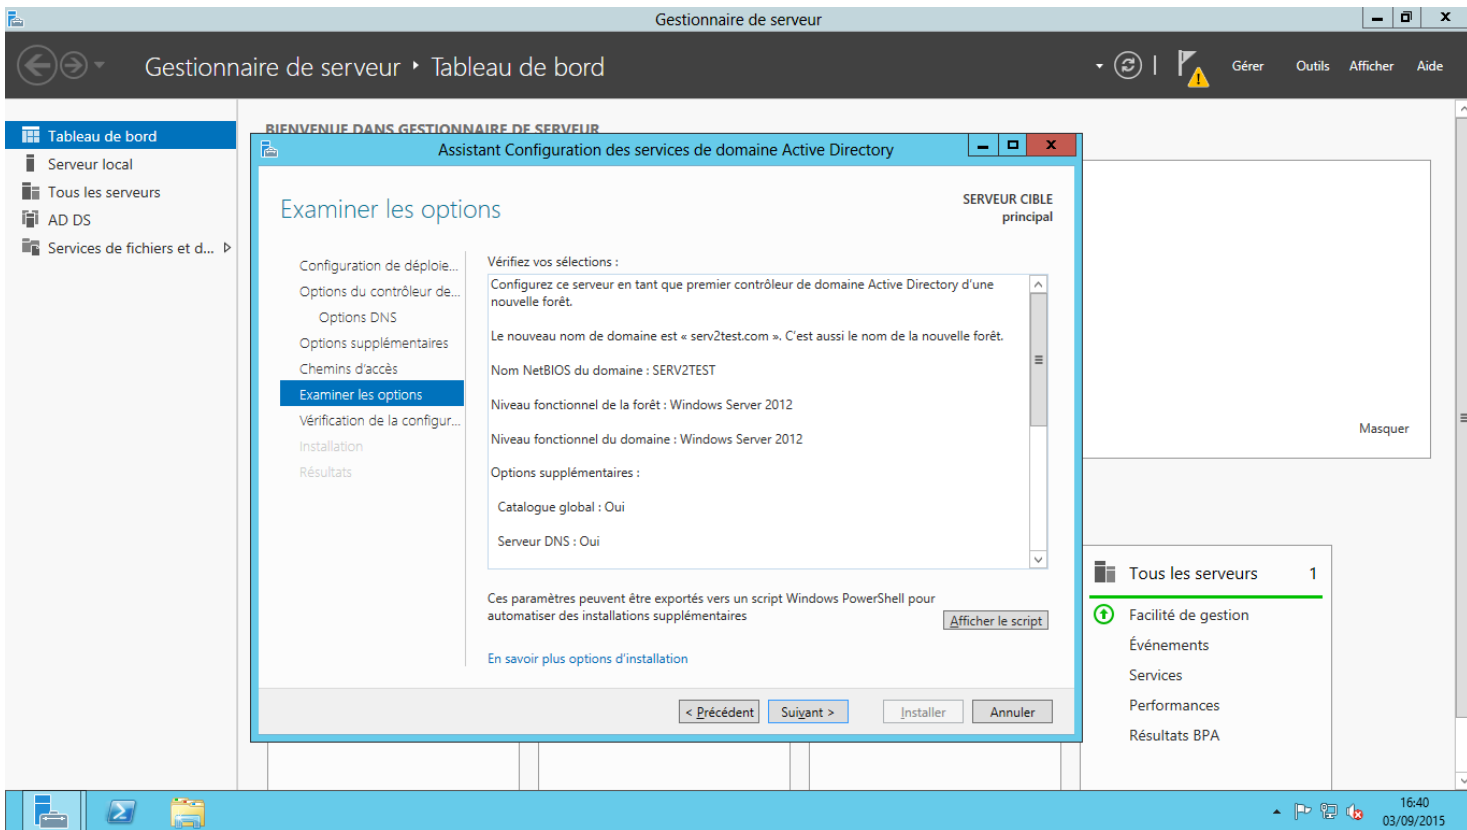 Gestionnaire de serveur
Gestionnaire de serveur • Tableau de bord
Gérer
Outils
Afficher
Aide
Tableau de bord
Serveur local
Tous les serveurs
AD DS
Services de fichiers et d...
BIENVENUE DANS GESTIONNAIRE DE SERVEUR
Assistant Configuration des services de domaine Active Directory
Examiner les options
SERVEUR CIBLE
principal
Configuration de déploie...
Options du contrôleur de...
Options DNS
Options supplémentaires
Chemins d'accès
Examiner les options
Vérification de la configur...
Installation
Résultats
Vérifiez vos sélections :
Configurez ce serveur en tant que premier contrôleur de domaine Active Directory d'une
nouvelle forêt.
Le nouveau nom de domaine est « serv2test.com ». C'est aussi le nom de la nouvelle forêt.
Nom NetBIOS du domaine : SERV2TEST
Niveau fonctionnel de la forêt : Windows Server 2012
Niveau fonctionnel du domaine : Windows Server 2012
Options supplémentaires :
Catalogue global : Oui
Serveur DNS : Oui
Ces paramètres peuvent être exportés vers un script Windows PowerShell pour
automatiser des installations supplémentaires
Afficher le script
En savoir plus options d'installation
< Précédent
Suivant >
Installer
Annuler
Masquer
Tous les serveurs 1
Facilité de gestion
Événements
Services
Performances
Résultats BPA
16:40
03/09/2015